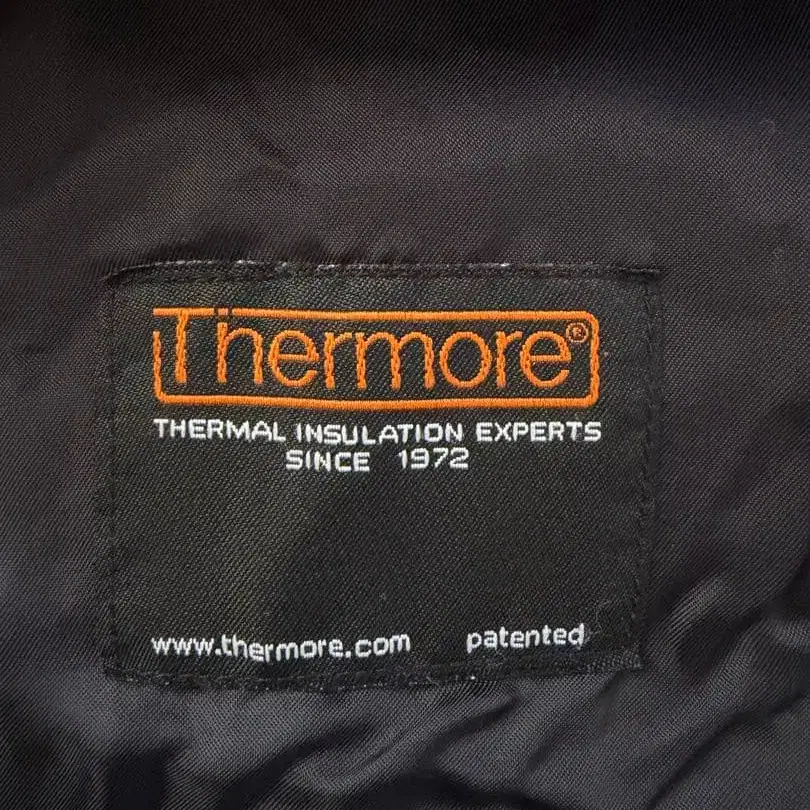 Thermore®
THERMAL INSULATION EXPERTS
SINCE 1972
www.thermore.com patented